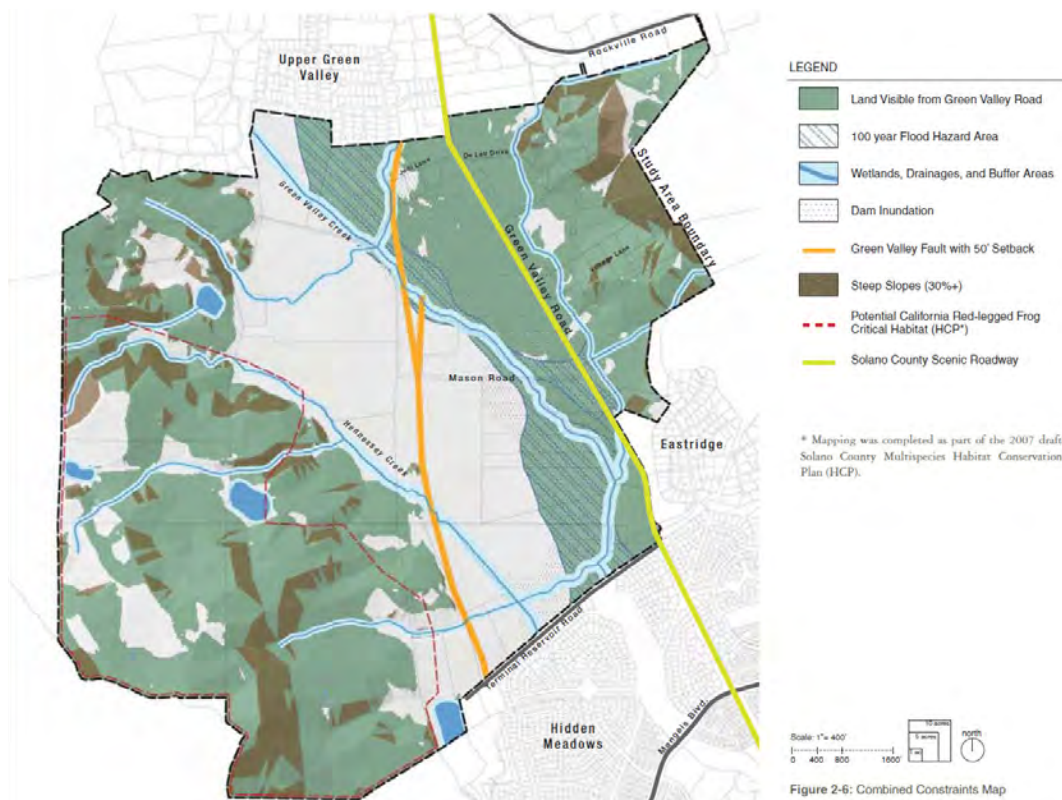 Upper Green
Valley
Rockville Road
Green Valley Creek
De Leu Drive
Study Area Boundary
Green Valley Road
Mason Road
Hennessey Creek
Eastridge
Terminal Reservoir Road
Hidden
Meadows
Mangels Blvd.
LEGEND
Land Visible from Green Valley Road
100 year Flood Hazard Area
Wetlands, Drainages, and Buffer Areas
Dam Inundation
Green Valley Fault with 50' Setback
Steep Slopes (30%+)
Potential California Red-legged Frog
Critical Habitat (HCP*)
Solano County Scenic Roadway
* Mapping was completed as part of the 2007 draft
Solano County Multispecies Habitat Conservation
Plan (HCP).
Scale: 1"= 400'
0 400 800 1600'
10 acres
5 acres
north
Figure 2-6: Combined Constraints Map